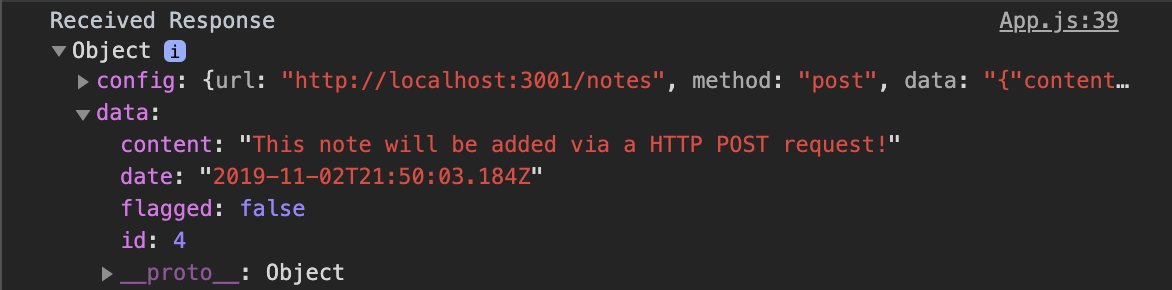 Received Response App.js:39
▼Object i
▶config: {url: "http://localhost:3001/notes", method: "post", data: "{"content…
▼data:
content: "This note will be added via a HTTP POST request!"
date: "2019-11-02T21:50:03.184Z"
flagged: false
id: 4
▶__proto__: Object